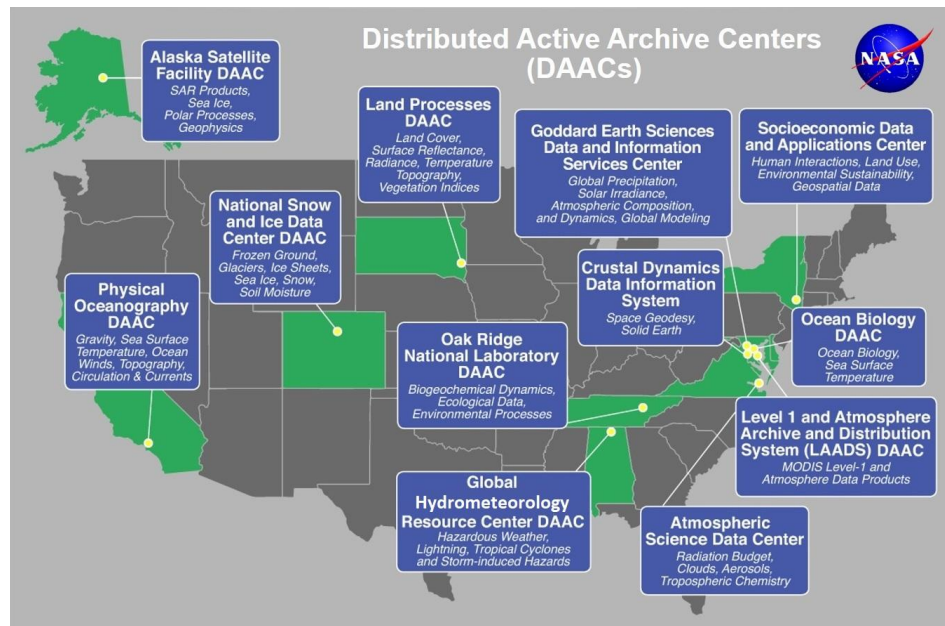 Distributed Active Archive Centers
(DAACs)
NASA
Alaska Satellite
Facility DAAC
SAR Products,
Sea Ice,
Polar Processes,
Geophysics
Land Processes
DAAC
Land Cover,
Surface Reflectance,
Radiance, Temperature
Topography,
Vegetation Indices
Goddard Earth Sciences
Data and Information
Services Center
Global Precipitation,
Solar Irradiance,
Atmospheric Composition,
and Dynamics, Global Modeling
Socioeconomic Data
and Applications Center
Human Interactions, Land Use,
Environmental Sustainability,
Geospatial Data
National Snow
and Ice Data
Center DAAC
Frozen Ground,
Glaciers, Ice Sheets,
Sea Ice, Snow,
Soil Moisture
Crustal Dynamics
Data Information
System
Space Geodesy,
Solid Earth
Physical
Oceanography
DAAC
Gravity, Sea Surface
Temperature, Ocean
Winds, Topography,
Circulation & Currents
Oak Ridge
National Laboratory
DAAC
Biogeochemical Dynamics,
Ecological Data,
Environmental Processes
Ocean Biology
DAAC
Ocean Biology,
Sea Surface
Temperature
Level 1 and Atmosphere
Archive and Distribution
System (LAADS) DAAC
MODIS Level-1 and
Atmosphere Data Products
Global
Hydrometeorology
Resource Center DAAC
Hazardous Weather,
Lightning, Tropical Cyclones
and Storm-induced Hazards
Atmospheric
Science Data Center
Radiation Budget,
Clouds, Aerosols,
Tropospheric Chemistry